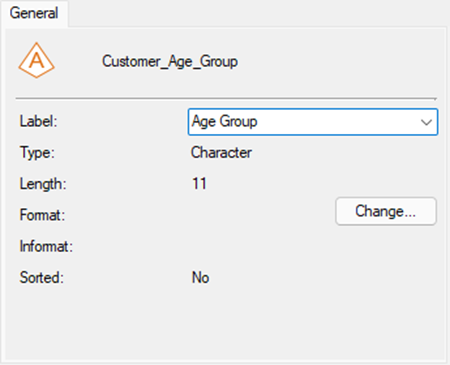 General
A
Customer_Age_Group
Label: Age Group
Type: Character
Length: 11
Format: Change...
Informat:
Sorted: No